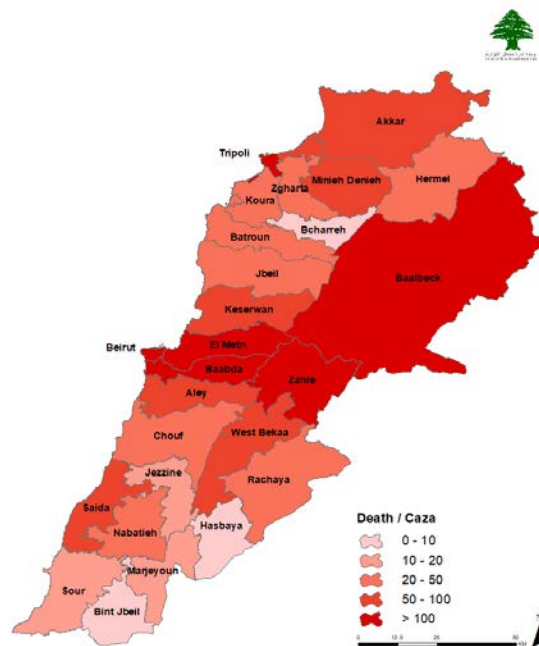 Akkar
Tripoli
Minieh Denieh
Hermel
Zgharta
Koura
Bcharreh
Batroun
Baalbeck
Jbeil
Keserwan
El Metn
Beirut
Baabda
Zahle
Aley
Chouf
West Bekaa
Jezzine
Rachaya
Saida
Hasbaya
Nabatieh
Marjeyoun
Sour
Bint Jbeil
Death / Caza
0 - 10
10 - 20
20 - 50
50 - 100
> 100